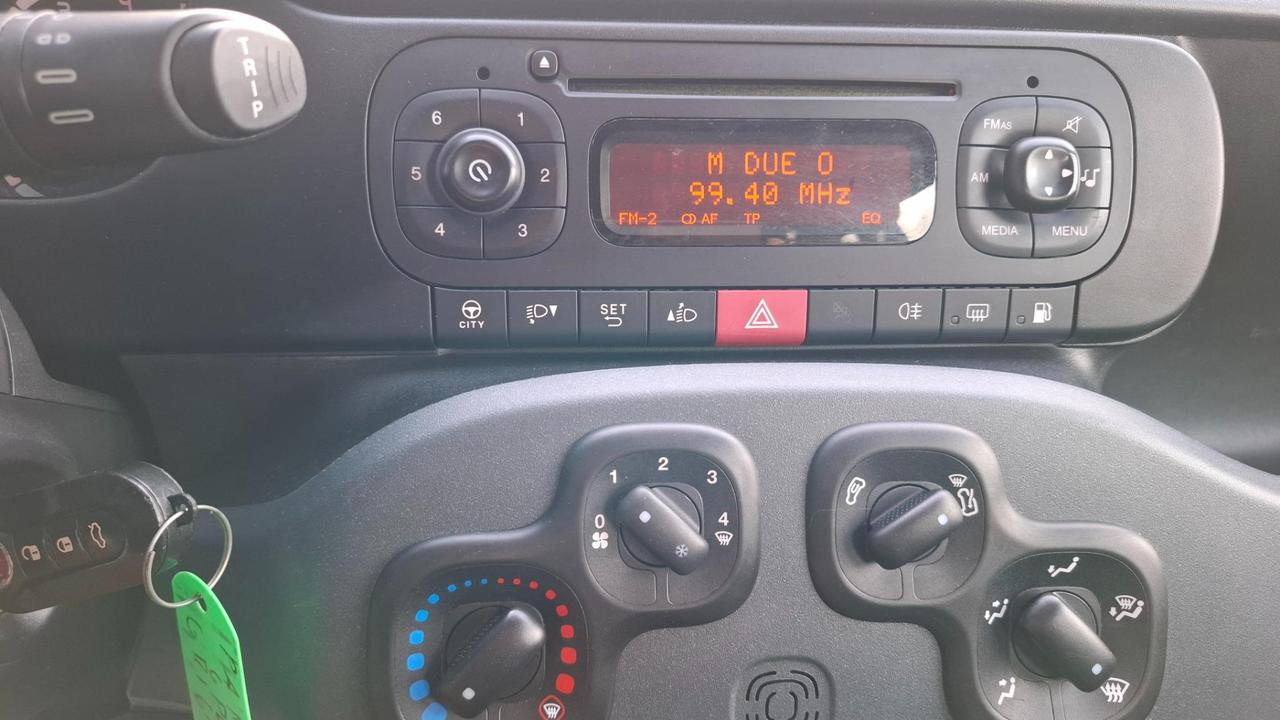 TRIP
6
1
5
2
4
3
M DUE O
99.40 MHz
FM-2 AF TP EQ
FMAS
AM
MEDIA
MENU
CITY
SET
0
1
2
3
4